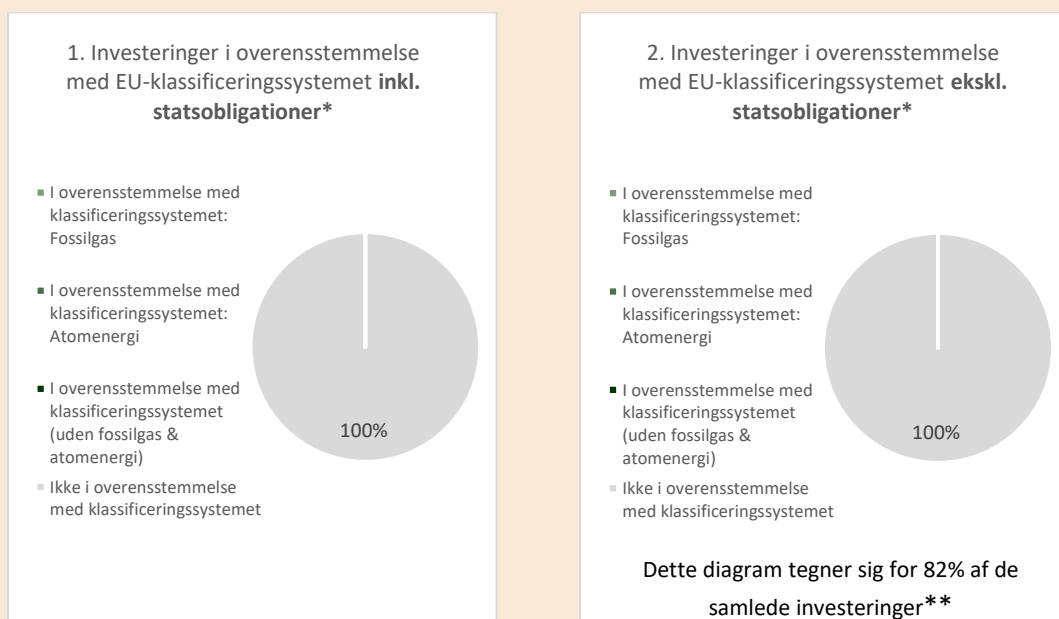 1. Investeringer i overensstemmelse
med EU-klassificeringssystemet inkl.
statsobligationer*
I overensstemmelse med
klassificeringssystemet:
Fossilgas
I overensstemmelse med
klassificeringssystemet:
Atomenergi
I overensstemmelse med
klassificeringssystemet
(uden fossilgas &
atomenergi)
Ikke i overensstemmelse
med klassificeringssystemet
100%
2. Investeringer i overensstemmelse
med EU-klassificeringssystemet ekskl.
statsobligationer*
I overensstemmelse med
klassificeringssystemet:
Fossilgas
I overensstemmelse med
klassificeringssystemet:
Atomenergi
I overensstemmelse med
klassificeringssystemet
(uden fossilgas &
atomenergi)
Ikke i overensstemmelse
med klassificeringssystemet
100%
Dette diagram tegner sig for 82% af de
samlede investeringer**